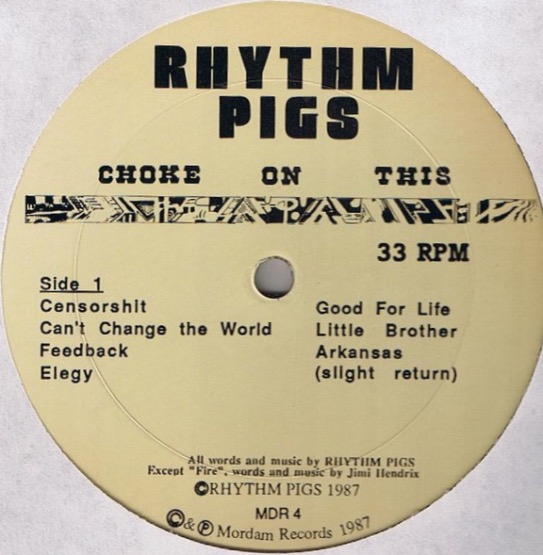 RHYTHM
PIGS
CHOKE ON THIS
33 RPM
Side 1
Censorshit
Can't Change the World
Feedback
Elegy
Good For Life
Little Brother
Arkansas
(slight return)
All words and music by RHYTHM PIGS
Except "Fire", words and music by Jimi Hendrix
©RHYTHM PIGS 1987
MDR 4
©&℗ Mordam Records 1987